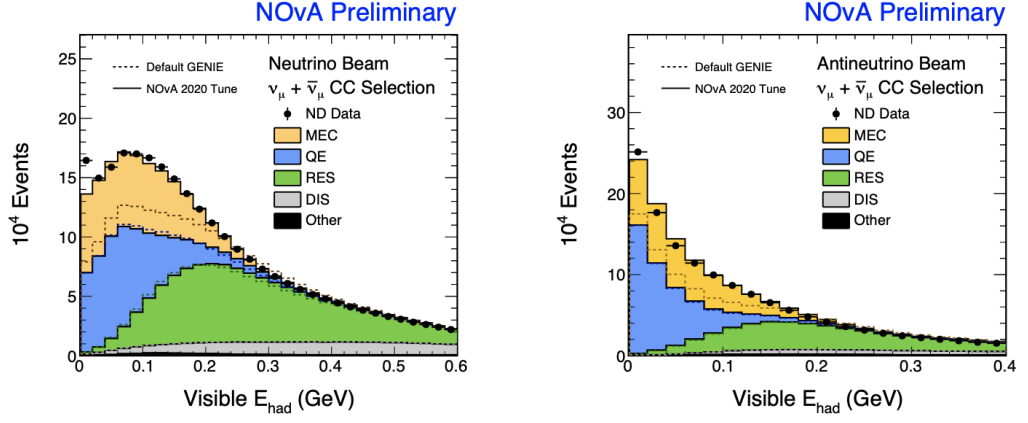 NOvA Preliminary
25
20
15
10
5
0
10⁴ Events
Default GENIE
NOvA 2020 Tune
Neutrino Beam
νμ + ν̄μ CC Selection
ND Data
MEC
QE
RES
DIS
Other
0 0.1 0.2 0.3 0.4 0.5 0.6
Visible Ehad (GeV)
NOvA Preliminary
30
20
10
0
10⁴ Events
Default GENIE
NOvA 2020 Tune
Antineutrino Beam
νμ + ν̄μ CC Selection
ND Data
MEC
QE
RES
DIS
Other
0 0.1 0.2 0.3 0.4
Visible Ehad (GeV)